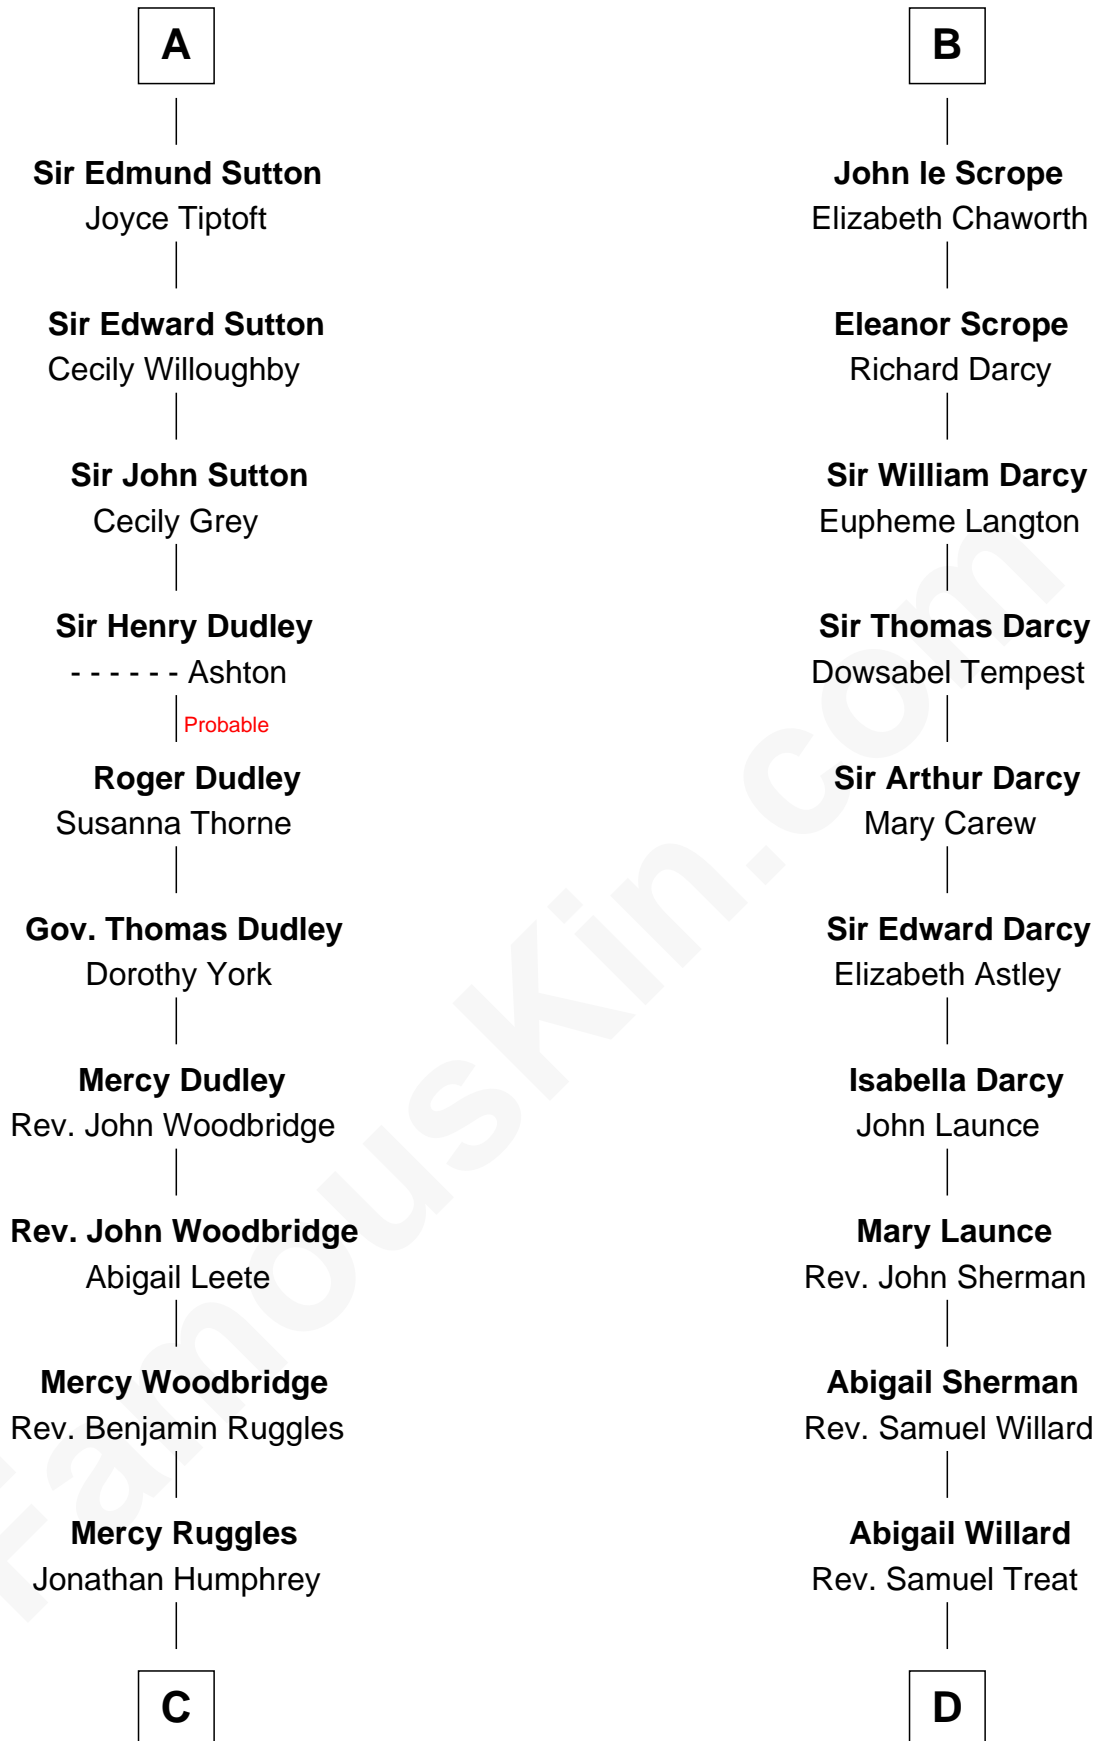 A
Sir Edmund Sutton
Joyce Tiptoft
Sir Edward Sutton
Cecily Willoughby
Sir John Sutton
Cecily Grey
Sir Henry Dudley
- - - - - - Ashton
Probable
Roger Dudley
Susanna Thorne
Gov. Thomas Dudley
Dorothy York
Mercy Dudley
Rev. John Woodbridge
Rev. John Woodbridge
Abigail Leete
Mercy Woodbridge
Rev. Benjamin Ruggles
Mercy Ruggles
Jonathan Humphrey
C
B
John le Scrope
Elizabeth Chaworth
Eleanor Scrope
Richard Darcy
Sir William Darcy
Eupheme Langton
Sir Thomas Darcy
Dowsabel Tempest
Sir Arthur Darcy
Mary Carew
Sir Edward Darcy
Elizabeth Astley
Isabella Darcy
John Launce
Mary Launce
Rev. John Sherman
Abigail Sherman
Rev. Samuel Willard
Abigail Willard
Rev. Samuel Treat
D
FamousKin.com